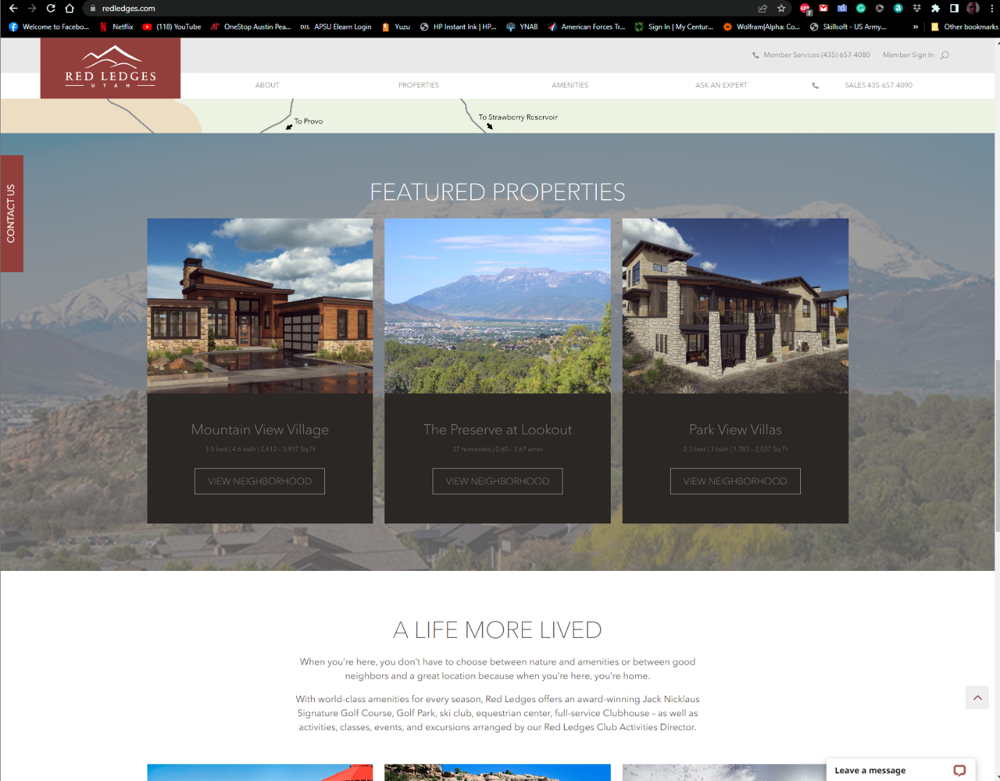 redledges.com
7
Welcome to Facebo...
Netflix
(118) YouTube
OneStop Austin Pea...
D2L APSU Elearn Login
Yuzu
HP Instant Ink | HP...
YNAB
American Forces Tr...
Sign In | My Centur...
Wolfram|Alpha: Co...
Skillsoft - US Army...
»
Other bookmarks
Member Services (435) 657-4080
Member Sign In
RED LEDGES
UTAH
ABOUT
PROPERTIES
AMENITIES
ASK AN EXPERT
SALES 435-657-4090
To Provo
To Strawberry Reservoir
CONTACT US
FEATURED PROPERTIES
Mountain View Village
3-5 bed | 4-6 bath | 2,612 - 3,917 Sq Ft
VIEW NEIGHBORHOOD
The Preserve at Lookout
27 homesites | 0.60 – 1.67 acres
VIEW NEIGHBORHOOD
Park View Villas
2-3 bed | 3 bath | 1,783 – 2,037 Sq Ft
VIEW NEIGHBORHOOD
A LIFE MORE LIVED
When you're here, you don't have to choose between nature and amenities or between good
neighbors and a great location because when you're here, you're home.
With world-class amenities for every season, Red Ledges offers an award-winning Jack Nicklaus
Signature Golf Course, Golf Park, ski club, equestrian center, full-service Clubhouse – as well as
activities, classes, events, and excursions arranged by our Red Ledges Club Activities Director.
Leave a message